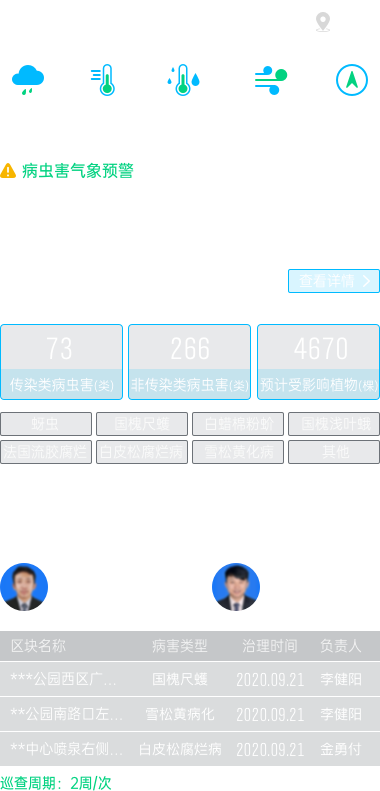 病虫害气象预警
查看详情
73 266 4670
传染类病虫害(类) 非传染类病虫害(类) 预计受影响植物(棵)
蚜虫 国槐尺蠖 白蜡棉粉蚧 国槐浅叶蛾
法国流胶腐烂 白皮松腐烂病 雪松黄化病 其他
区块名称 病害类型 治理时间 负责人
***公园西区广... 国槐尺蠖 2020.09.21 李健阳
**公园南路口左... 雪松黄病化 2020.09.21 李健阳
**中心喷泉右侧... 白皮松腐烂病 2020.09.21 金勇付
巡查周期：2周/次